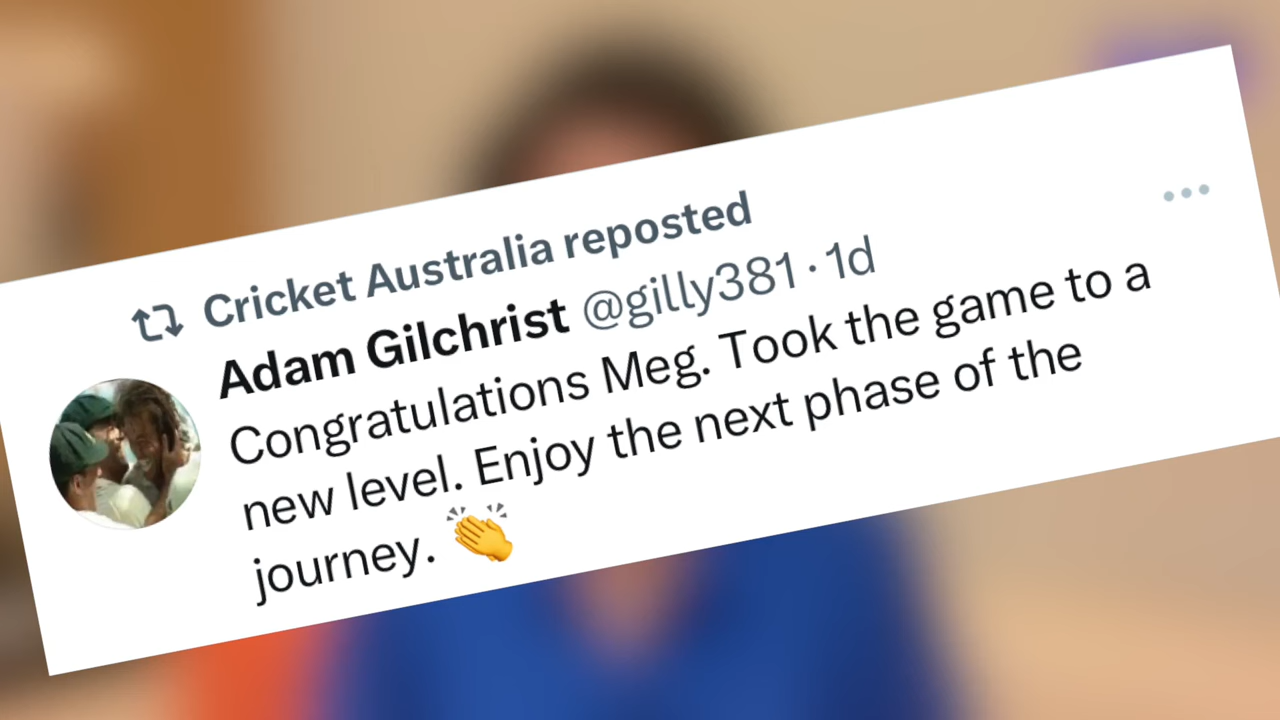 Cricket Australia reposted
Adam Gilchrist @gilly381 · 1d
Congratulations Meg. Took the game to a
new level. Enjoy the next phase of the
journey. 👏